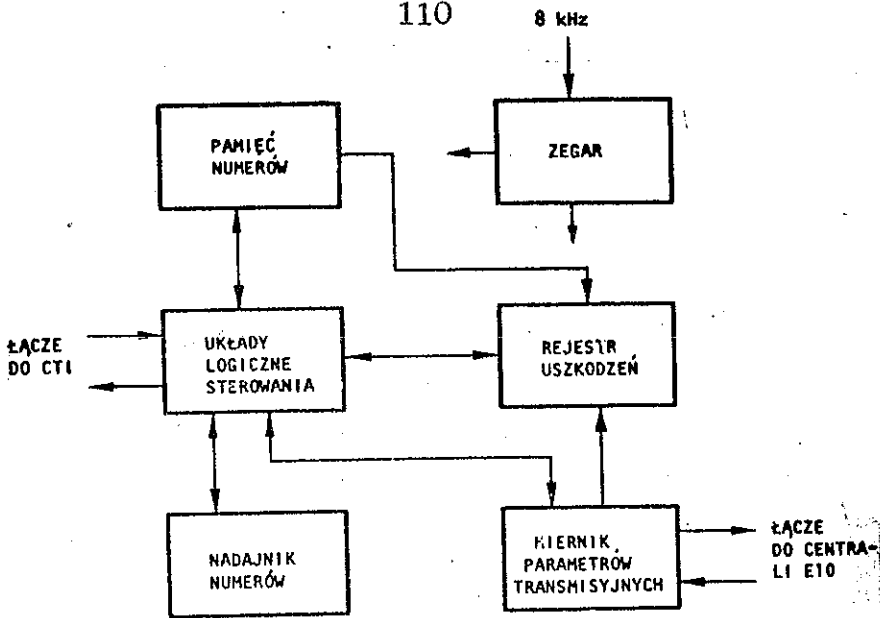 110
8 kHz
PAMIĘĆ
NUMERÓW
ZEGAR
ŁĄCZE
DO CT1
UKŁADY
LOGICZNE
STEROWANIA
REJESTR
USZKODZEŃ
NADAJNIK
NUMERÓW
MIERNIK
PARAMETRÓW
TRANSMISYJNYCH
ŁĄCZE
DO CENTRA-
LI E10